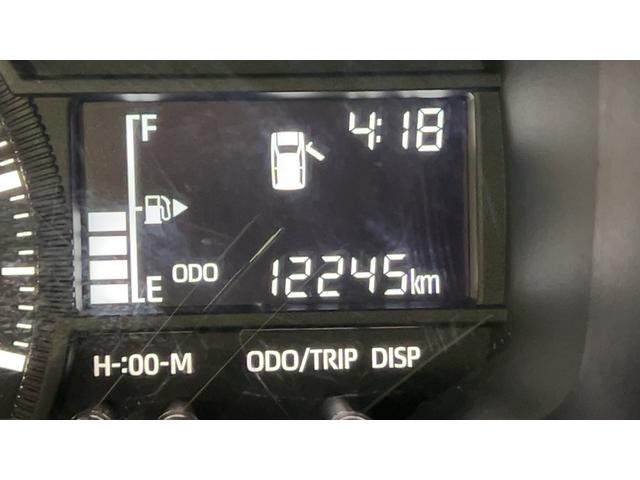 F 4:18
E ODO 12245km
H-:00-M ODO/TRIP DISP